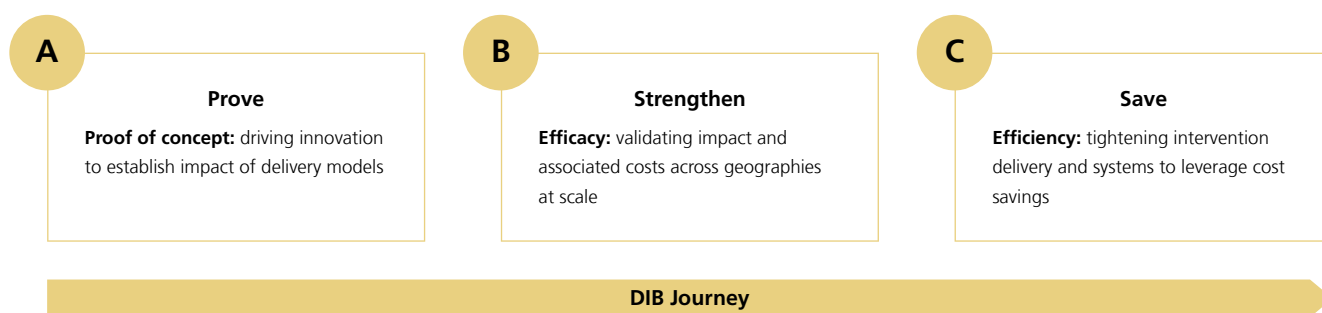 A
Prove
Proof of concept: driving innovation
to establish impact of delivery models
B
Strengthen
Efficacy: validating impact and
associated costs across geographies
at scale
C
Save
Efficiency: tightening intervention
delivery and systems to leverage cost
savings
DIB Journey